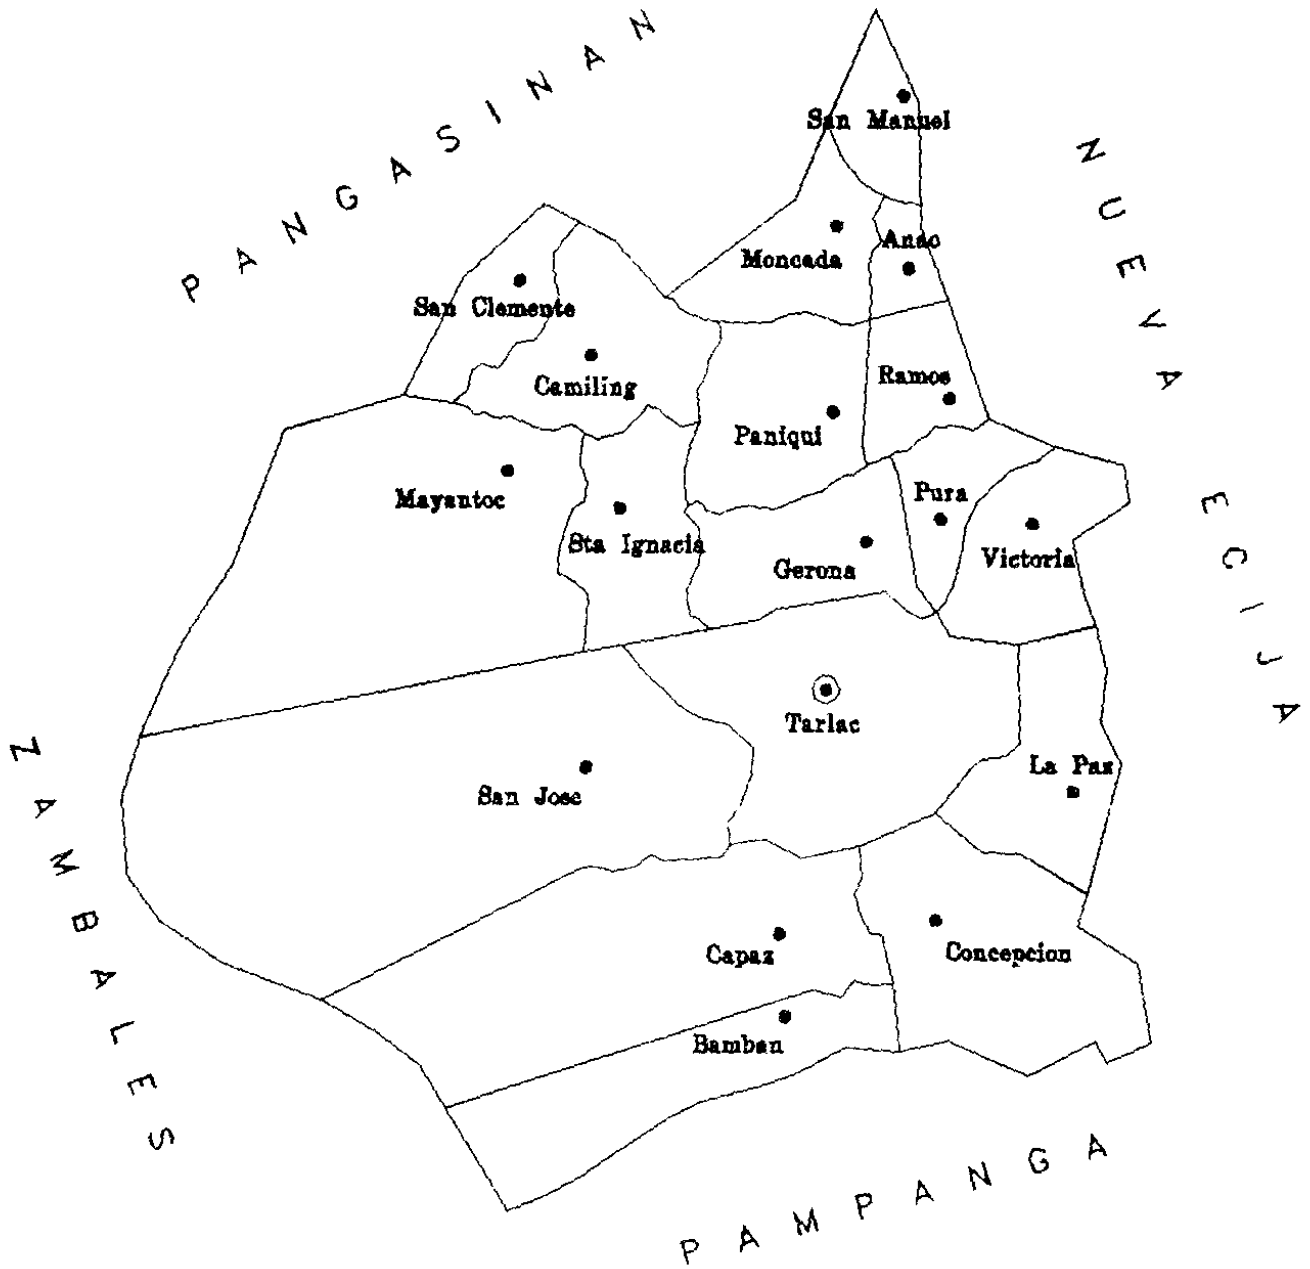 PANGASINAN
San Manuel
NUEVA ECIJA
Moncada
Anao
San Clemente
Camiling
Ramos
Paniqui
Mayantoc
Pura
Sta Ignacia
Victoria
Gerona
Tarlac
La Paz
San Jose
ZAMBALES
Capaz
Concepcion
Bamban
PAMPANGA